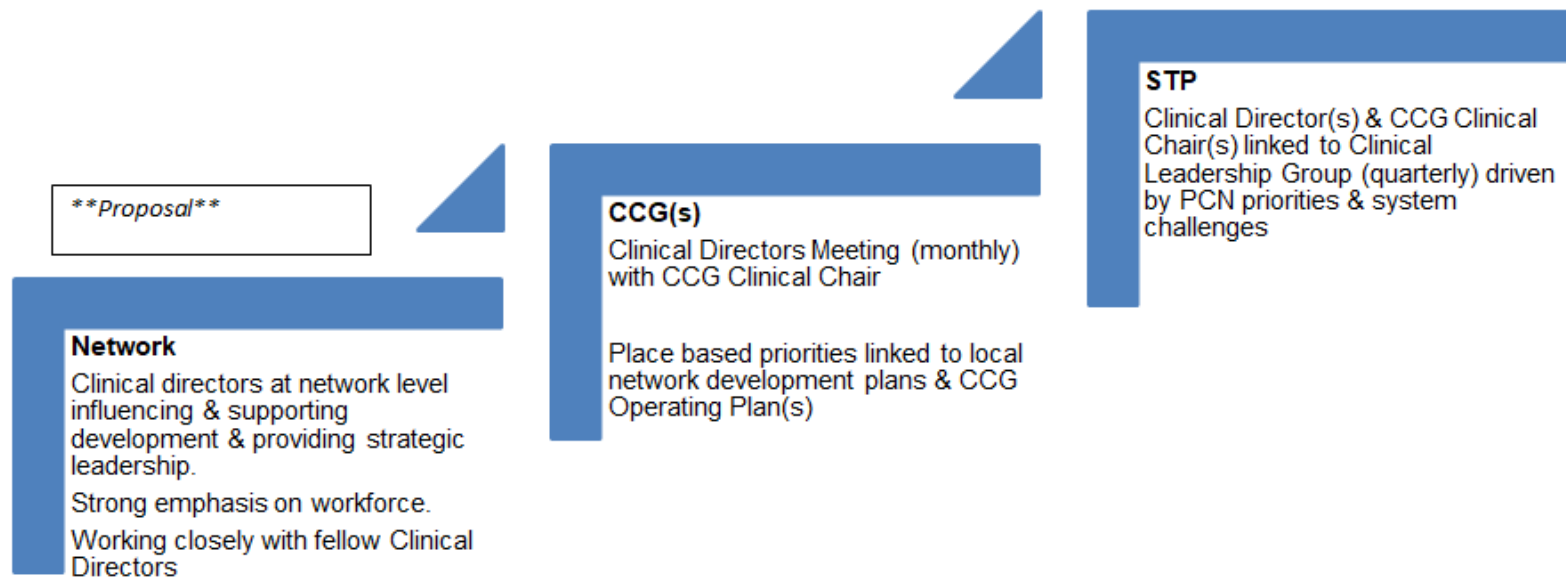 **Proposal**
Network
Clinical directors at network level
influencing & supporting
development & providing strategic
leadership.
Strong emphasis on workforce.
Working closely with fellow Clinical
Directors
CCG(s)
Clinical Directors Meeting (monthly)
with CCG Clinical Chair
Place based priorities linked to local
network development plans & CCG
Operating Plan(s)
STP
Clinical Director(s) & CCG Clinical
Chair(s) linked to Clinical
Leadership Group (quarterly) driven
by PCN priorities & system
challenges